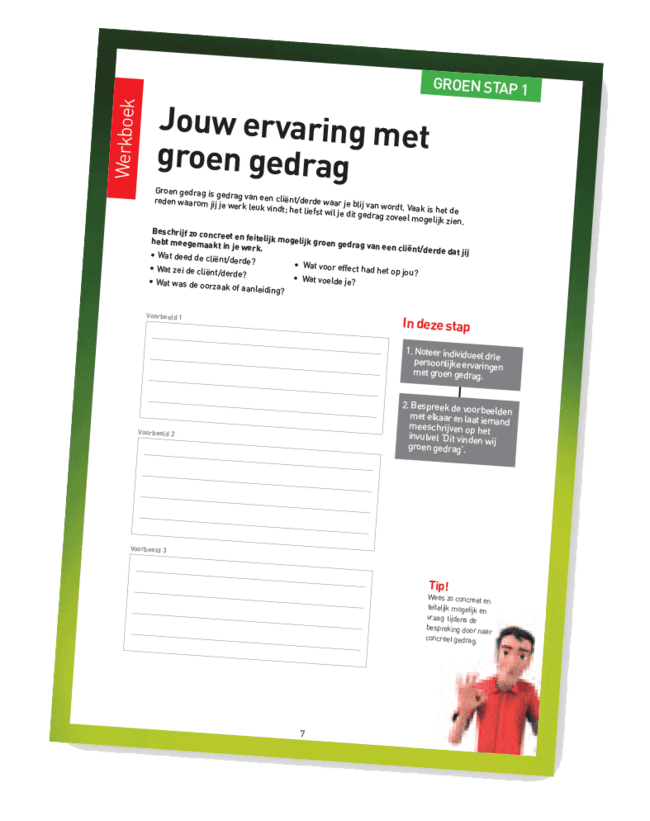 GROEN STAP 1
Werkboek
Jouw ervaring met
groen gedrag
Groen gedrag is gedrag van een cliënt/derde waar je blij van wordt. Vaak is het de
reden waarom jij je werk leuk vindt; het liefst wil je dit gedrag zoveel mogelijk zien.
Beschrijf zo concreet en feitelijk mogelijk groen gedrag van een cliënt/derde dat jij
hebt meegemaakt in je werk.
• Wat deed de cliënt/derde?
• Wat zei de cliënt/derde?
• Wat was de oorzaak of aanleiding?
• Wat voor effect had het op jou?
• Wat voelde je?
Voorbeeld 1
Voorbeeld 2
Voorbeeld 3
In deze stap
1. Noteer individueel drie
persoonlijke ervaringen
met groen gedrag.
2. Bespreek de voorbeelden
met elkaar en laat iemand
meeschrijven op het
invulvel 'Dit vinden wij
groen gedrag'.
Tip!
Wees zo concreet en
feitelijk mogelijk en
vraag tijdens de
bespreking door naar
concreet gedrag.
7